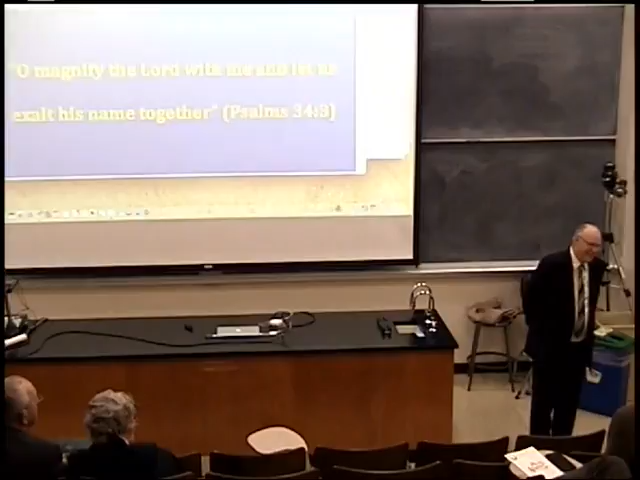 "O magnify the Lord with me and let us
exalt his name together" (Psalms 34:3)